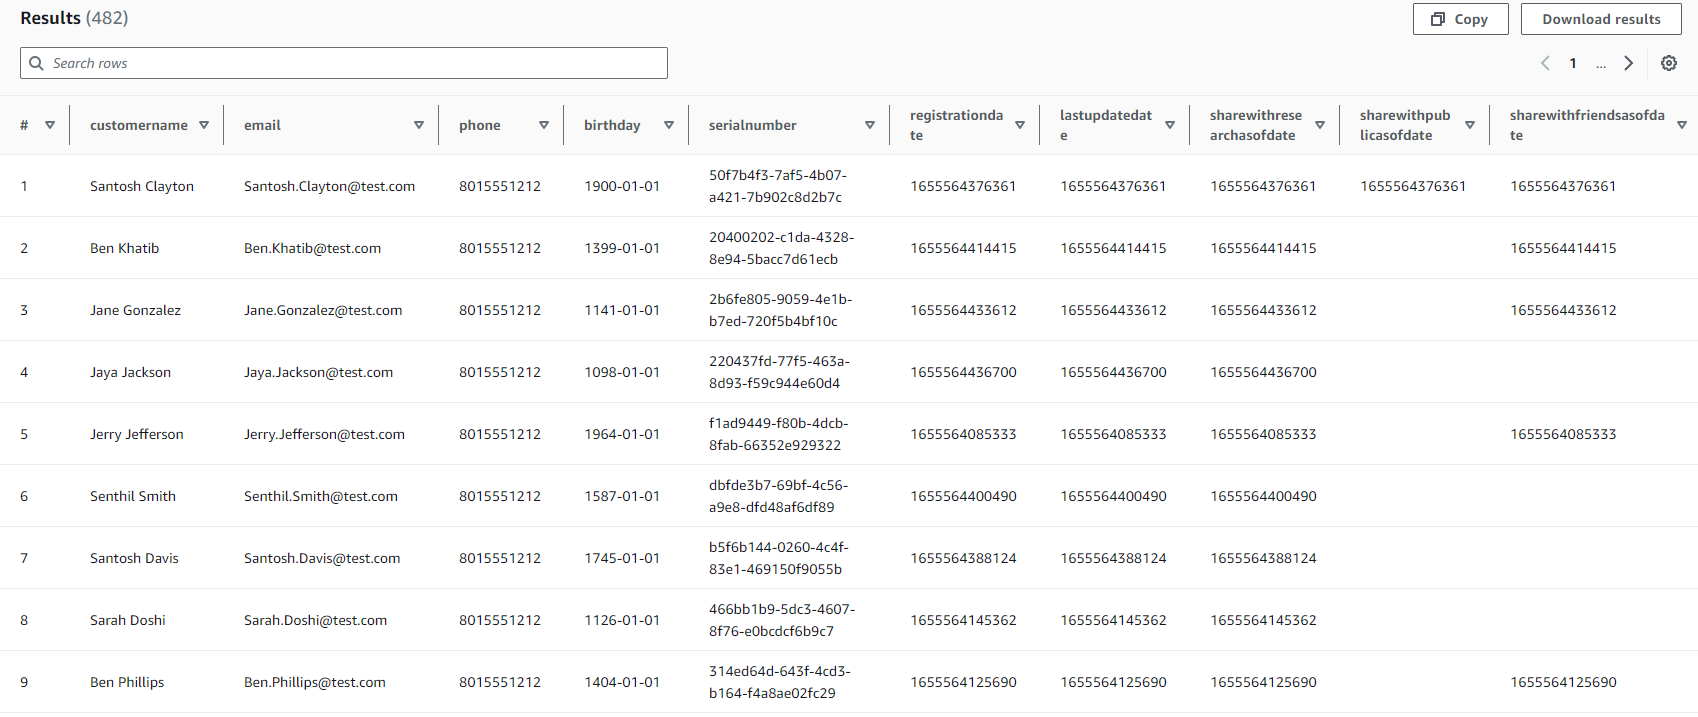 Results (482)
Copy
Download results
Search rows
1 ...
# customername email phone birthday serialnumber registrationda lastupdatedat sharewithrese sharewithpub sharewithfriendsasofda
te e archasofdate licasofdate te
1 Santosh Clayton Santosh.Clayton@test.com 8015551212 1900-01-01 50f7b4f3-7af5-4b07- 1655564376361 1655564376361 1655564376361 1655564376361 1655564376361
a421-7b902c8d2b7c
2 Ben Khatib Ben.Khatib@test.com 8015551212 1399-01-01 20400202-c1da-4328- 1655564414415 1655564414415 1655564414415 1655564414415
8e94-5bacc7d61ecb
3 Jane Gonzalez Jane.Gonzalez@test.com 8015551212 1141-01-01 2b6fe805-9059-4e1b- 1655564433612 1655564433612 1655564433612 1655564433612
b7ed-720f5b4bf10c
4 Jaya Jackson Jaya.Jackson@test.com 8015551212 1098-01-01 220437fd-77f5-463a- 1655564436700 1655564436700 1655564436700
8d93-f59c944e60d4
5 Jerry Jefferson Jerry.Jefferson@test.com 8015551212 1964-01-01 f1ad9449-f80b-4dcb- 1655564085333 1655564085333 1655564085333 1655564085333
8fab-66352e929322
6 Senthil Smith Senthil.Smith@test.com 8015551212 1587-01-01 dbfde3b7-69bf-4c56- 1655564400490 1655564400490 1655564400490
a9e8-dfd48af6df89
7 Santosh Davis Santosh.Davis@test.com 8015551212 1745-01-01 b5f6b144-0260-4c4f- 1655564388124 1655564388124 1655564388124
83e1-469150f9055b
8 Sarah Doshi Sarah.Doshi@test.com 8015551212 1126-01-01 466bb1b9-5dc3-4607- 1655564145362 1655564145362 1655564145362
8f76-e0bcdcf6b9c7
9 Ben Phillips Ben.Phillips@test.com 8015551212 1404-01-01 314ed64d-643f-4cd3- 1655564125690 1655564125690 1655564125690 1655564125690
b164-f4a8ae02fc29